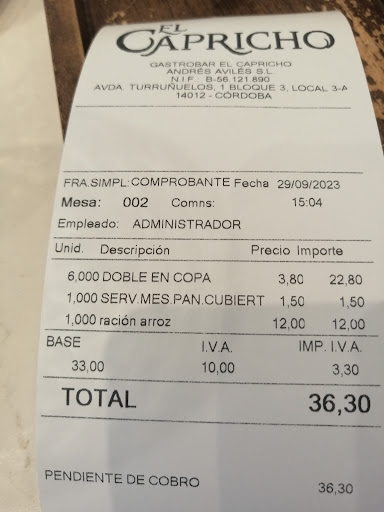 EL
CAPRICHO
GASTROBAR EL CAPRICHO
ANDRÉS AVILÉS S.L.
N.I.F.: B-56.121.890
AVDA. TURRUÑUELOS, 1 BLOQUE 3, LOCAL 3-A
14012 - CÓRDOBA
FRA.SIMPL: COMPROBANTE Fecha 29/09/2023
Mesa: 002 Comns: 15:04
Empleado: ADMINISTRADOR
Unid. Descripción Precio Importe
6,000 DOBLE EN COPA 3,80 22,80
1,000 SERV.MES.PAN.CUBIERT 1,50 1,50
1,000 ración arroz 12,00 12,00
BASE I.V.A. IMP. I.V.A.
33,00 10,00 3,30
TOTAL 36,30
PENDIENTE DE COBRO 36,30